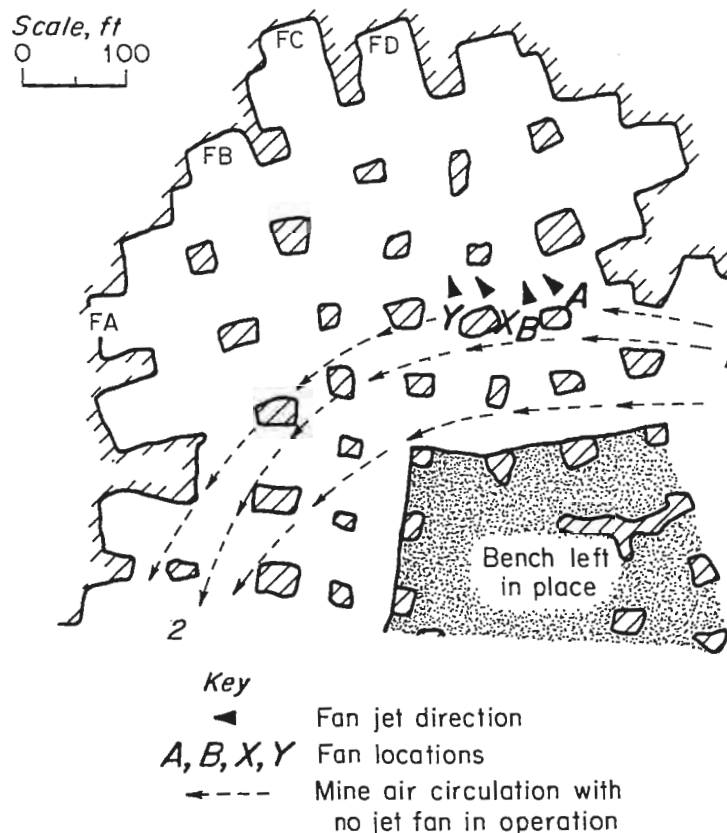 Scale, ft
0 100
FC FD
FB
FA
Y X B A
Bench left
in place
2
Key
Fan jet direction
A, B, X, Y Fan locations
Mine air circulation with
no jet fan in operation